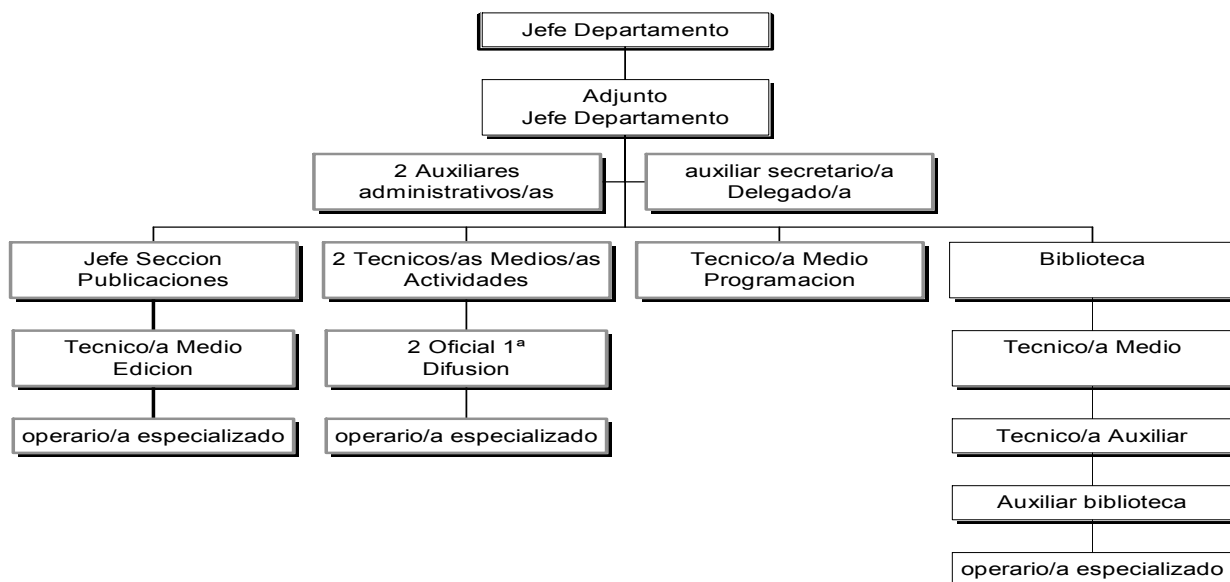 Jefe Departamento
Adjunto
Jefe Departamento
2 Auxiliares
administrativos/as
auxiliar secretario/a
Delegado/a
Jefe Seccion
Publicaciones
2 Tecnicos/as Medios/as
Actividades
Tecnico/a Medio
Programacion
Biblioteca
Tecnico/a Medio
Edicion
2 Oficial 1ª
Difusion
Tecnico/a Medio
operario/a especializado
operario/a especializado
Tecnico/a Auxiliar
Auxiliar biblioteca
operario/a especializado